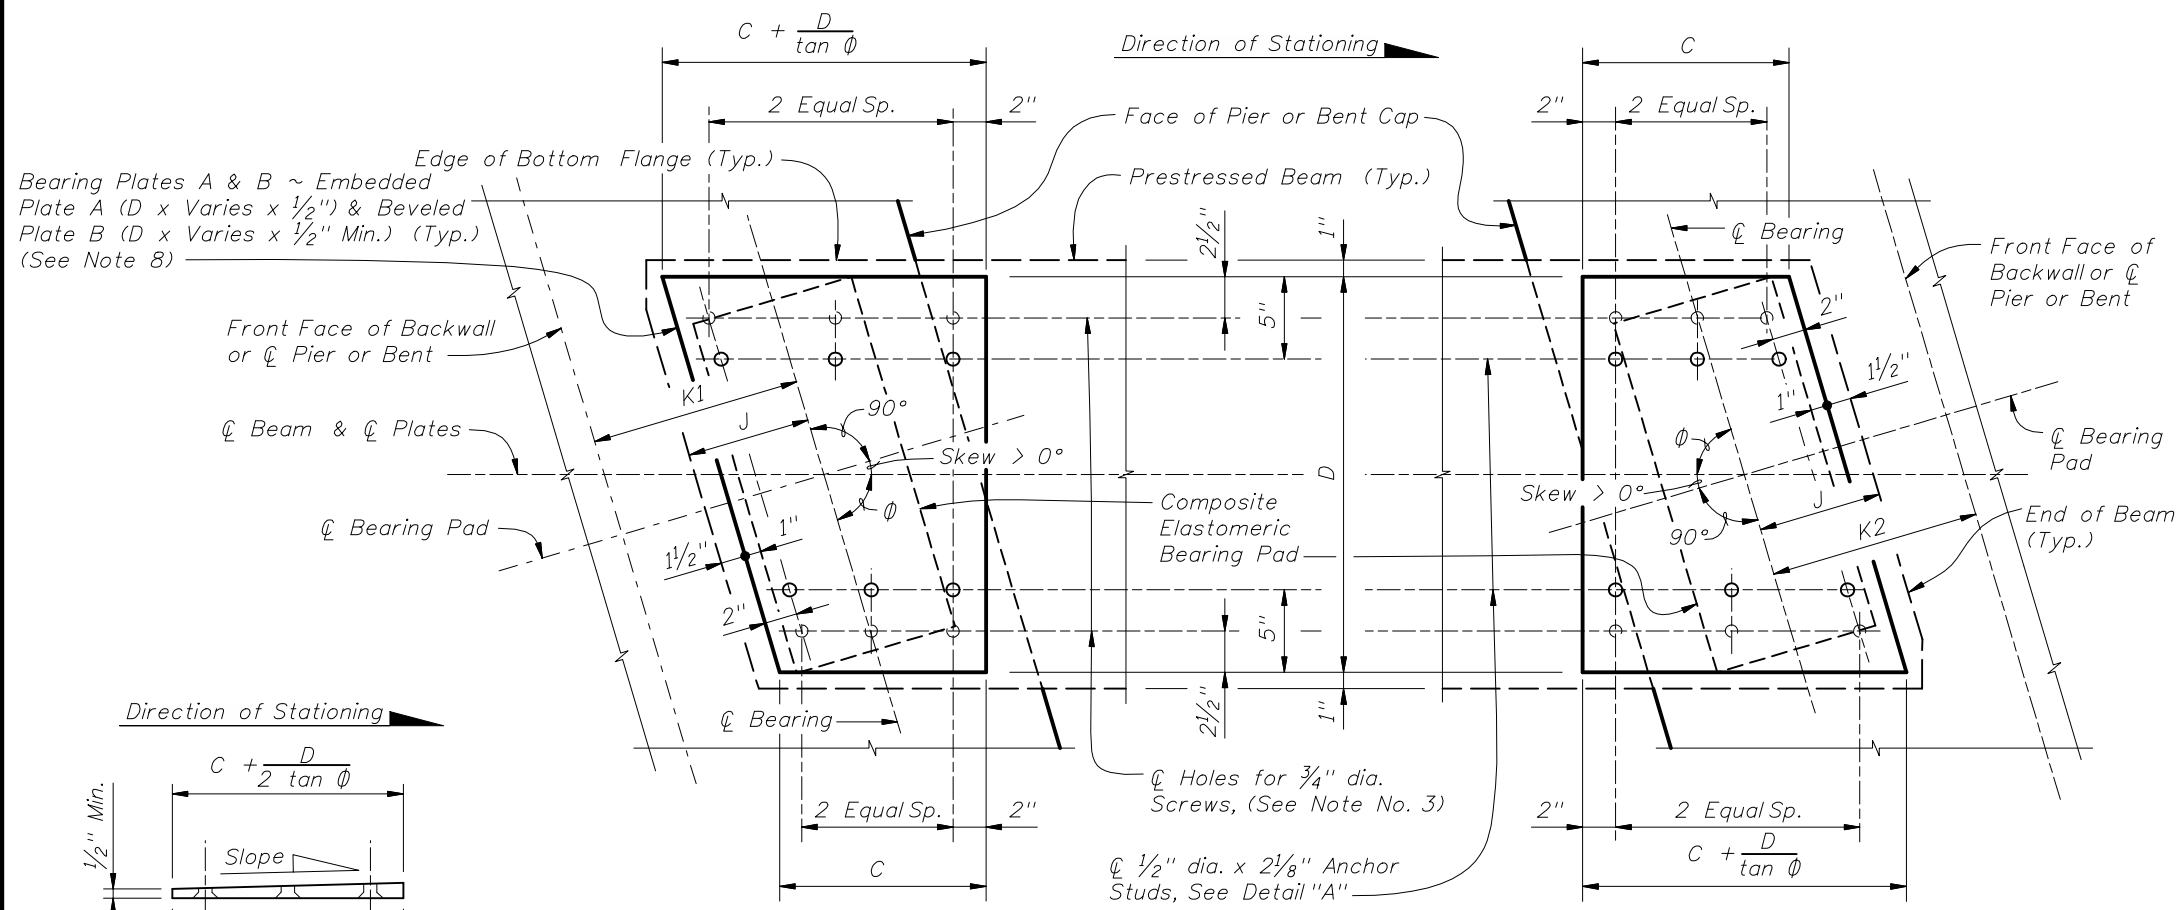 C + D
tan ϕ
Direction of Stationing
C
2 Equal Sp.
2"
2"
2 Equal Sp.
Face of Pier or Bent Cap
Edge of Bottom Flange (Typ.)
Prestressed Beam (Typ.)
Bearing Plates A & B ~ Embedded
Plate A (D x Varies x 1/2") & Beveled
Plate B (D x Varies x 1/2" Min.) (Typ.)
(See Note 8)
2 1/2"
1"
℄ Bearing
Front Face of
Backwall or ℄
Pier or Bent
5"
2"
Front Face of Backwall
or ℄ Pier or Bent
K1
J
90°
1 1/2"
1"
℄ Beam & ℄ Plates
Skew > 0°
ϕ
D
ϕ
Skew > 0°
90°
℄ Bearing
Pad
J
K2
℄ Bearing Pad
Composite
Elastomeric
Bearing Pad
End of Beam
(Typ.)
1"
1 1/2"
2"
5"
2 1/2"
1"
℄ Bearing
Direction of Stationing
C + D
2 tan ϕ
℄ Holes for 3/4" dia.
Screws, (See Note No. 3)
2 Equal Sp.
2"
2"
2 Equal Sp.
1/2" Min.
Slope
C
℄ 1/2" dia. x 2 1/8" Anchor
Studs, See Detail "A"
C + D
tan ϕ